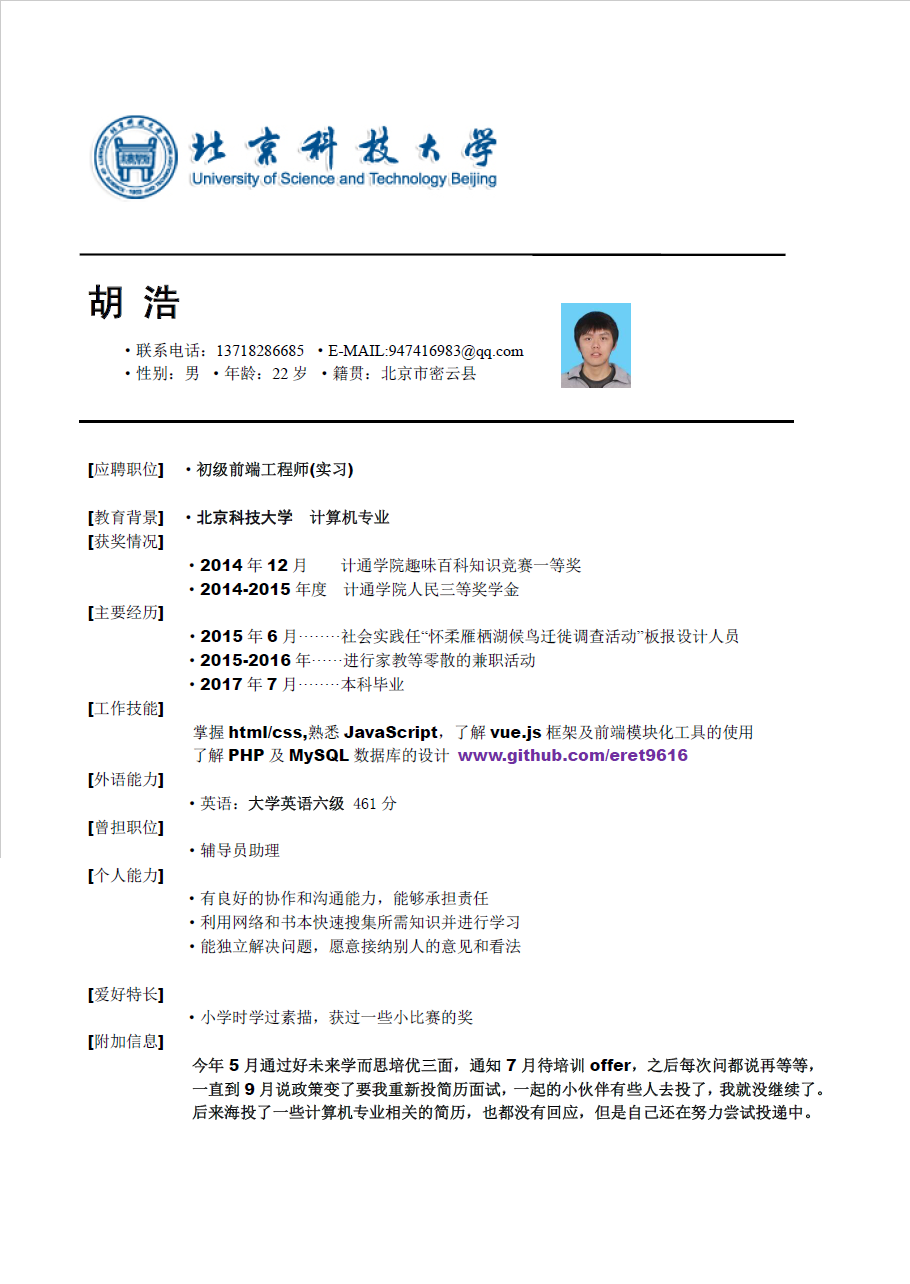 北京科技大学
University of Science and Technology Beijing
胡 浩
·联系电话：13718286685 ·E-MAIL:947416983@qq.com
·性别：男 ·年龄：22 岁 ·籍贯：北京市密云县
[应聘职位] ·初级前端工程师(实习)
[教育背景] ·北京科技大学 计算机专业
[获奖情况]
·2014 年 12 月 计通学院趣味百科知识竞赛一等奖
·2014-2015 年度 计通学院人民三等奖学金
[主要经历]
·2015 年 6 月········社会实践任“怀柔雁栖湖候鸟迁徙调查活动”板报设计人员
·2015-2016 年······进行家教等零散的兼职活动
·2017 年 7 月········本科毕业
[工作技能]
掌握 html/css,熟悉 JavaScript，了解 vue.js 框架及前端模块化工具的使用
了解 PHP 及 MySQL 数据库的设计 www.github.com/eret9616
[外语能力]
·英语：大学英语六级 461 分
[曾担职位]
·辅导员助理
[个人能力]
·有良好的协作和沟通能力，能够承担责任
·利用网络和书本快速搜集所需知识并进行学习
·能独立解决问题，愿意接纳别人的意见和看法
[爱好特长]
·小学时学过素描，获过一些小比赛的奖
[附加信息]
今年 5 月通过好未来学而思培优三面，通知 7 月待培训 offer，之后每次问都说再等等，
一直到 9 月说政策变了要我重新投简历面试，一起的小伙伴有些人去投了，我就没继续了。
后来海投了一些计算机专业相关的简历，也都没有回应，但是自己还在努力尝试投递中。